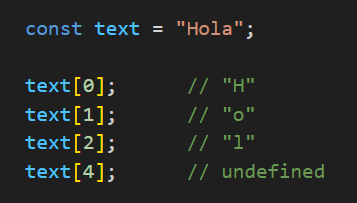 const text = "Hola";
text[0];      // "H"
text[1];      // "o"
text[2];      // "l"
text[4];      // undefined